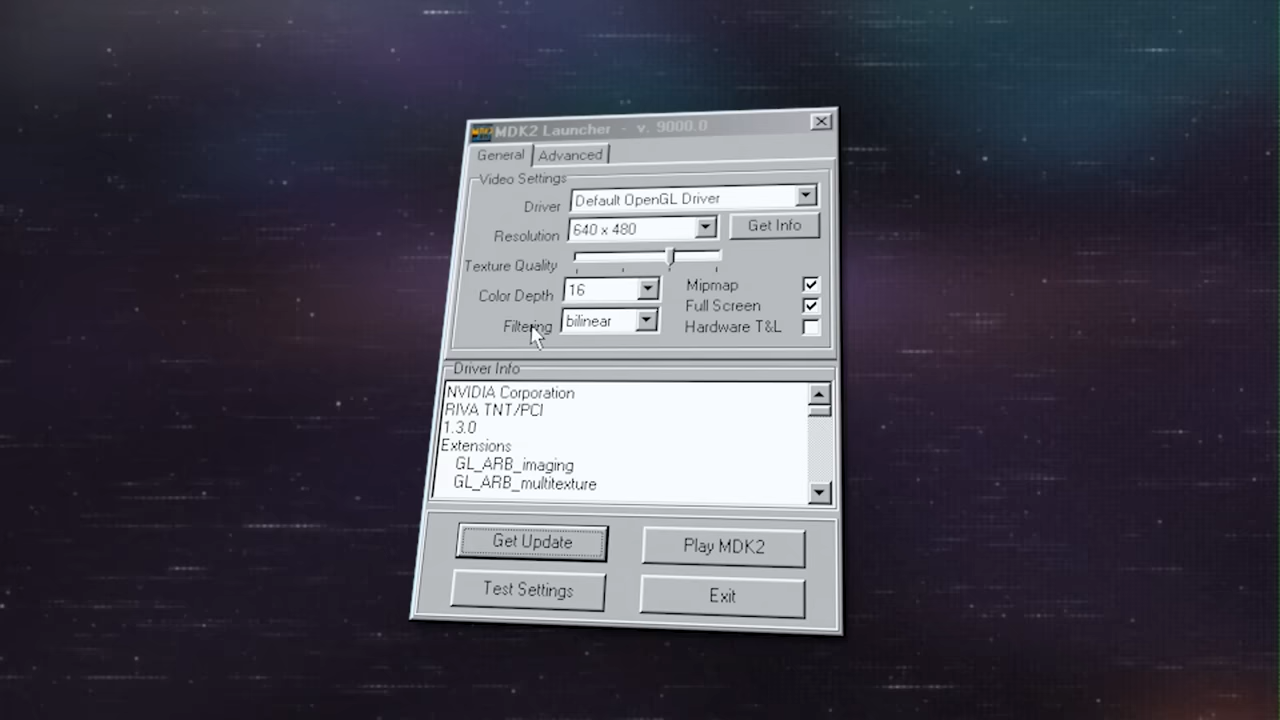 MDK2 Launcher - v. 9000.0
General
Advanced
Video Settings
Driver
Default OpenGL Driver
Resolution
640 x 480
Get Info
Texture Quality
Color Depth
16
Mipmap
Full Screen
Filtering
bilinear
Hardware T&L
Driver Info
NVIDIA Corporation
RIVA TNT/PCI
1.3.0
Extensions
GL_ARB_imaging
GL_ARB_multitexture
Get Update
Play MDK2
Test Settings
Exit